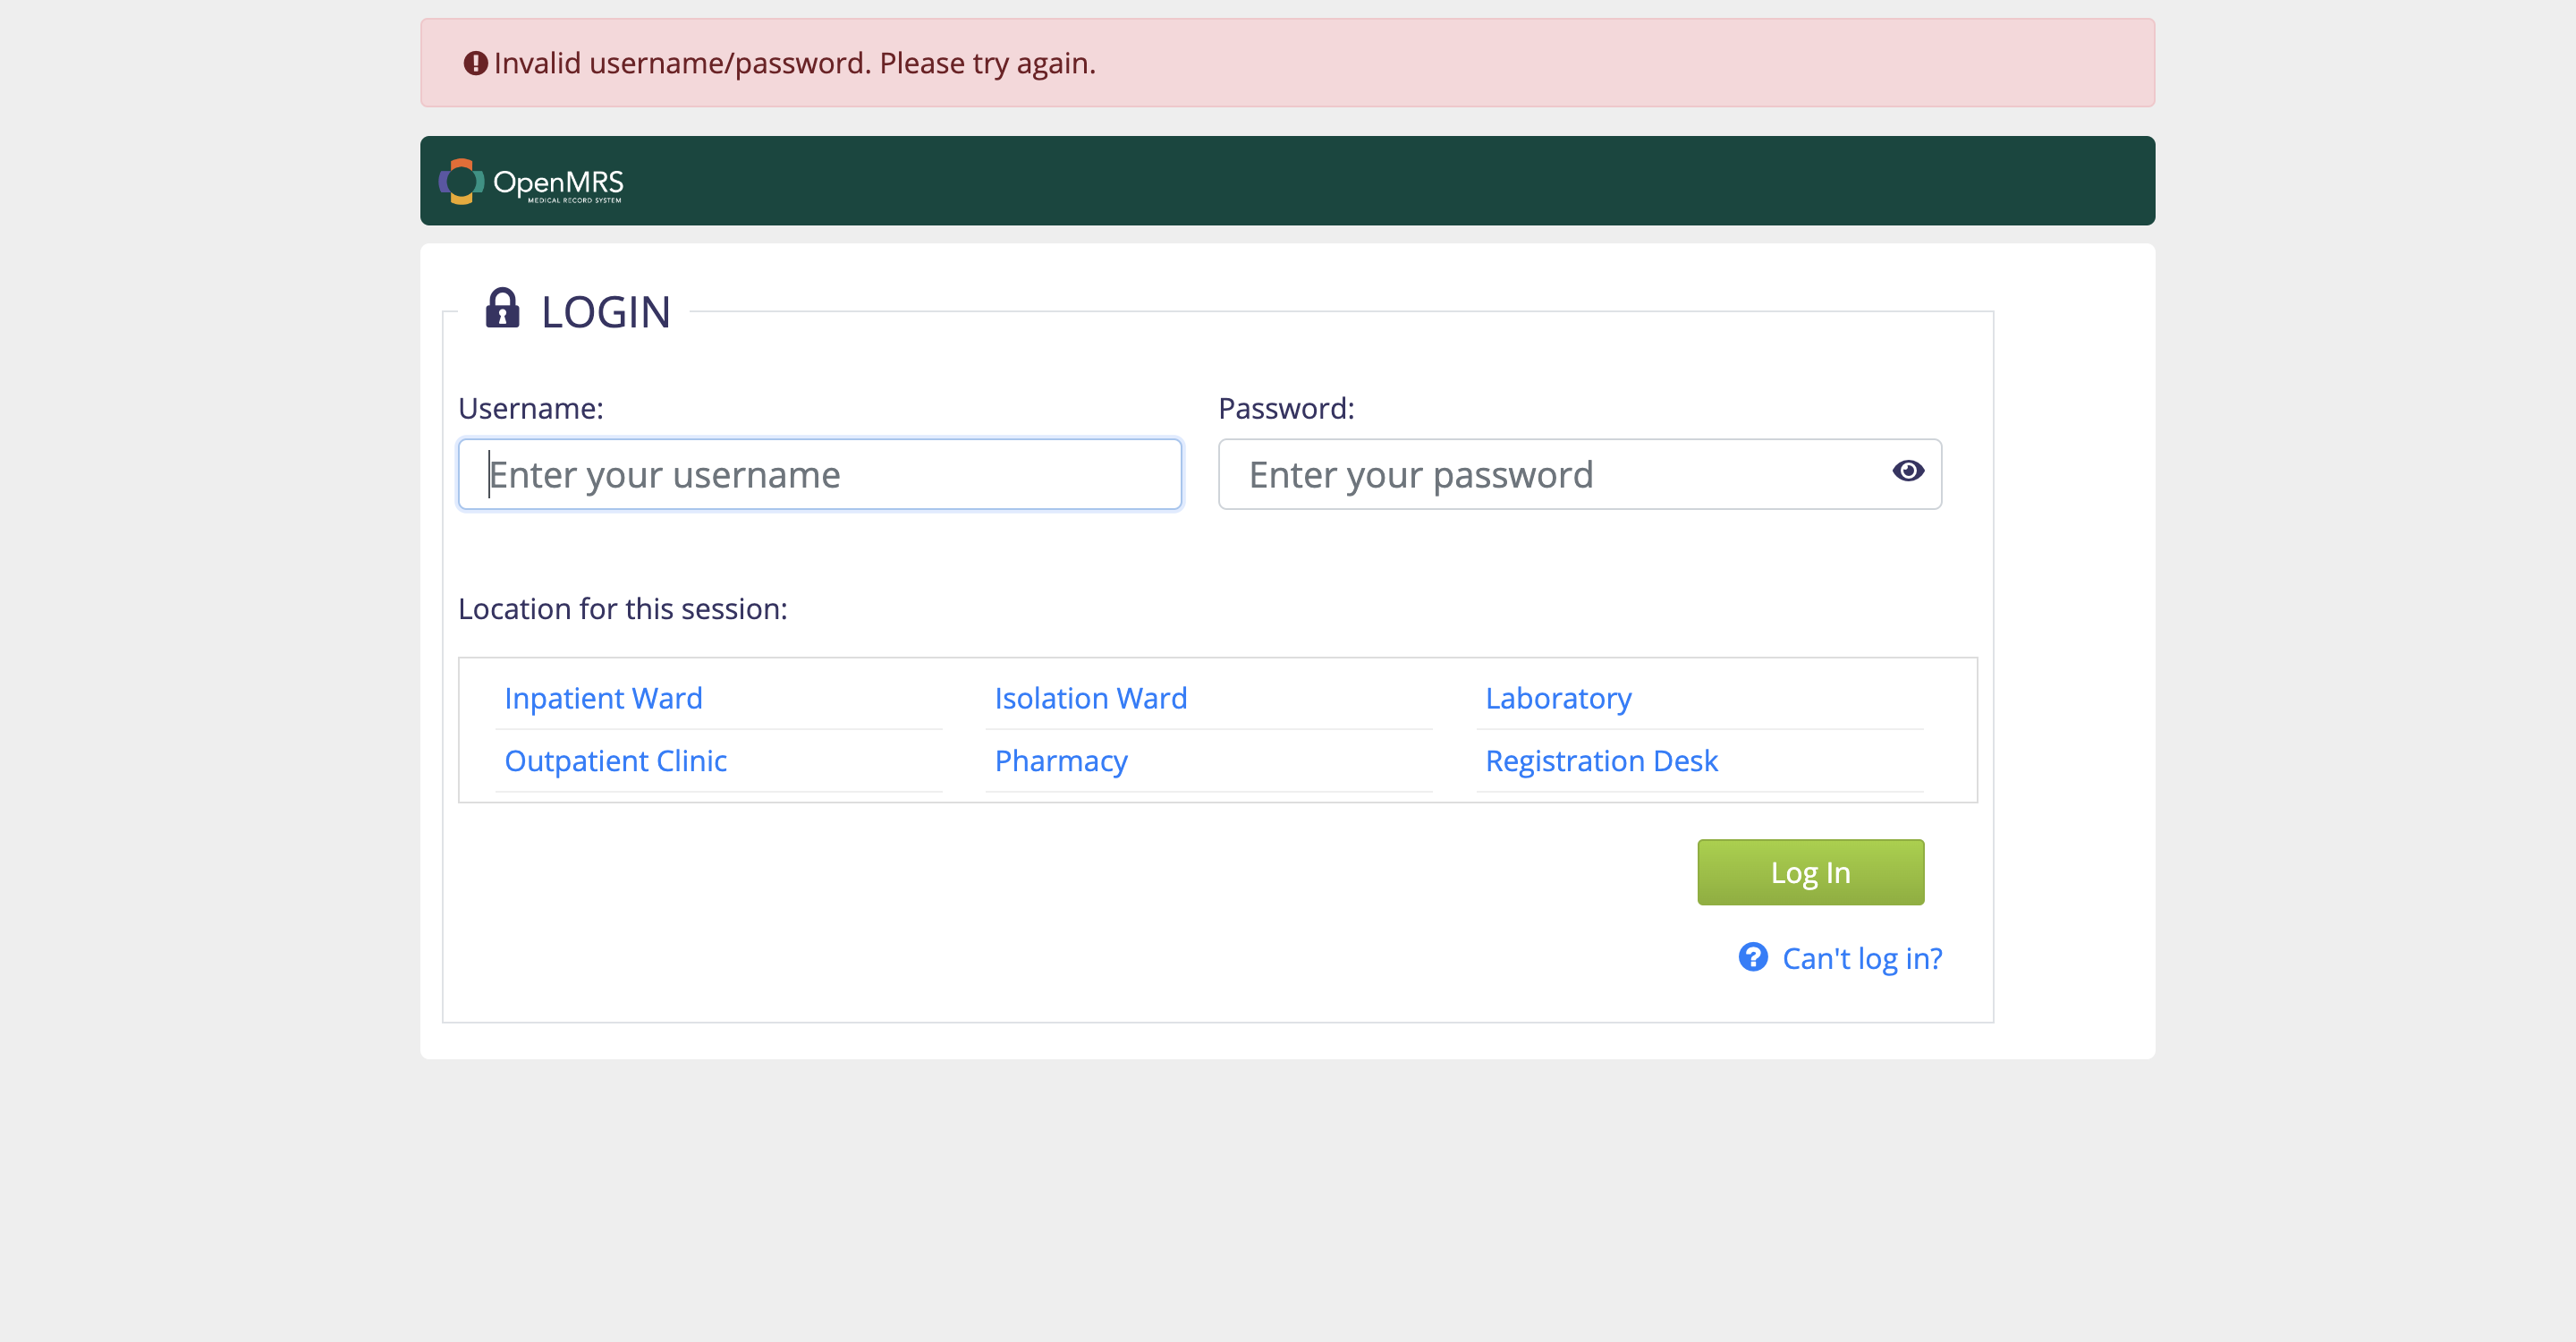 Invalid username/password. Please try again.
OpenMRS
MEDICAL RECORD SYSTEM
LOGIN
Username: Password:
Enter your username Enter your password
Location for this session:
Inpatient Ward Isolation Ward Laboratory
Outpatient Clinic Pharmacy Registration Desk
Log In
Can't log in?